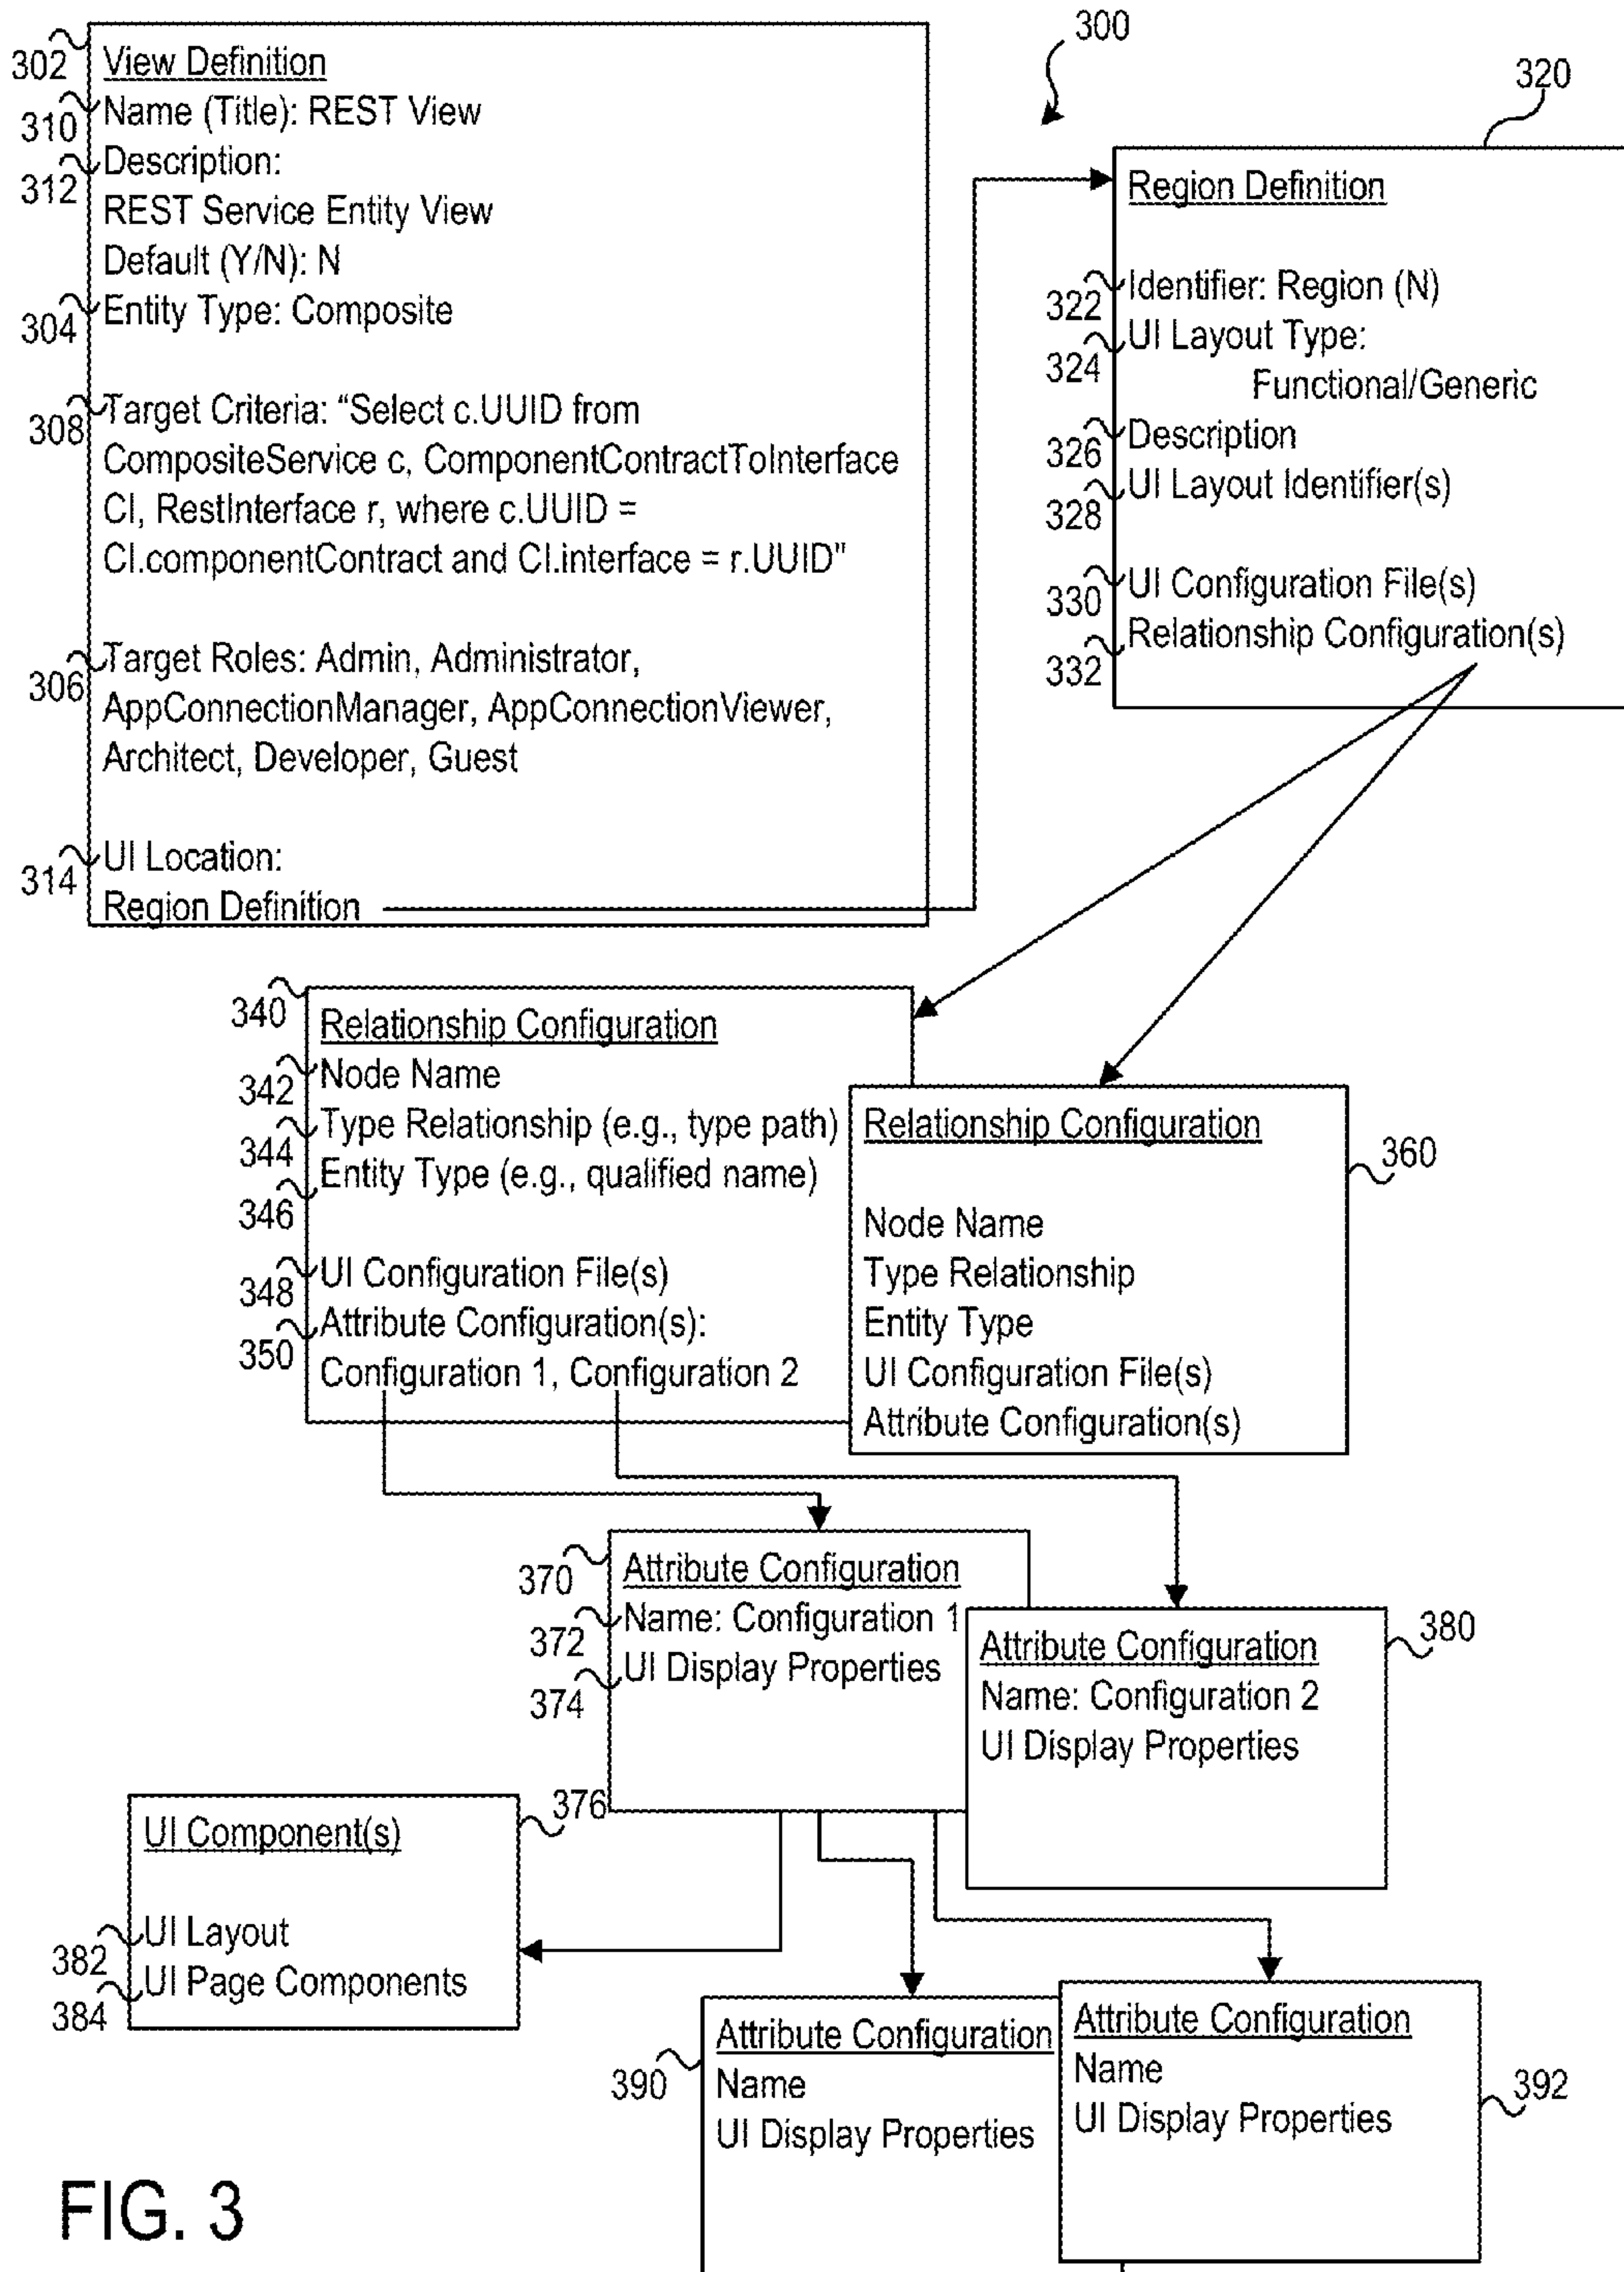 300
302
View Definition
310
Name (Title): REST View
312
Description:
REST Service Entity View
Default (Y/N): N
304
Entity Type: Composite
308
Target Criteria: “Select c.UUID from
CompositeService c, ComponentContractToInterface
CI, RestInterface r, where c.UUID =
CI.componentContract and CI.interface = r.UUID"
306
Target Roles: Admin, Administrator,
AppConnectionManager, AppConnectionViewer,
Architect, Developer, Guest
314
UI Location:
Region Definition
320
Region Definition
322
Identifier: Region (N)
324
UI Layout Type:
Functional/Generic
326
Description
328
UI Layout Identifier(s)
330
UI Configuration File(s)
332
Relationship Configuration(s)
340
Relationship Configuration
342
Node Name
344
Type Relationship (e.g., type path)
346
Entity Type (e.g., qualified name)
348
UI Configuration File(s)
350
Attribute Configuration(s):
Configuration 1, Configuration 2
360
Relationship Configuration
Node Name
Type Relationship
Entity Type
UI Configuration File(s)
Attribute Configuration(s)
370
Attribute Configuration
372
Name: Configuration 1
374
UI Display Properties
380
Attribute Configuration
Name: Configuration 2
UI Display Properties
376
UI Component(s)
382
UI Layout
384
UI Page Components
390
Attribute Configuration
Name
UI Display Properties
392
Attribute Configuration
Name
UI Display Properties
FIG. 3